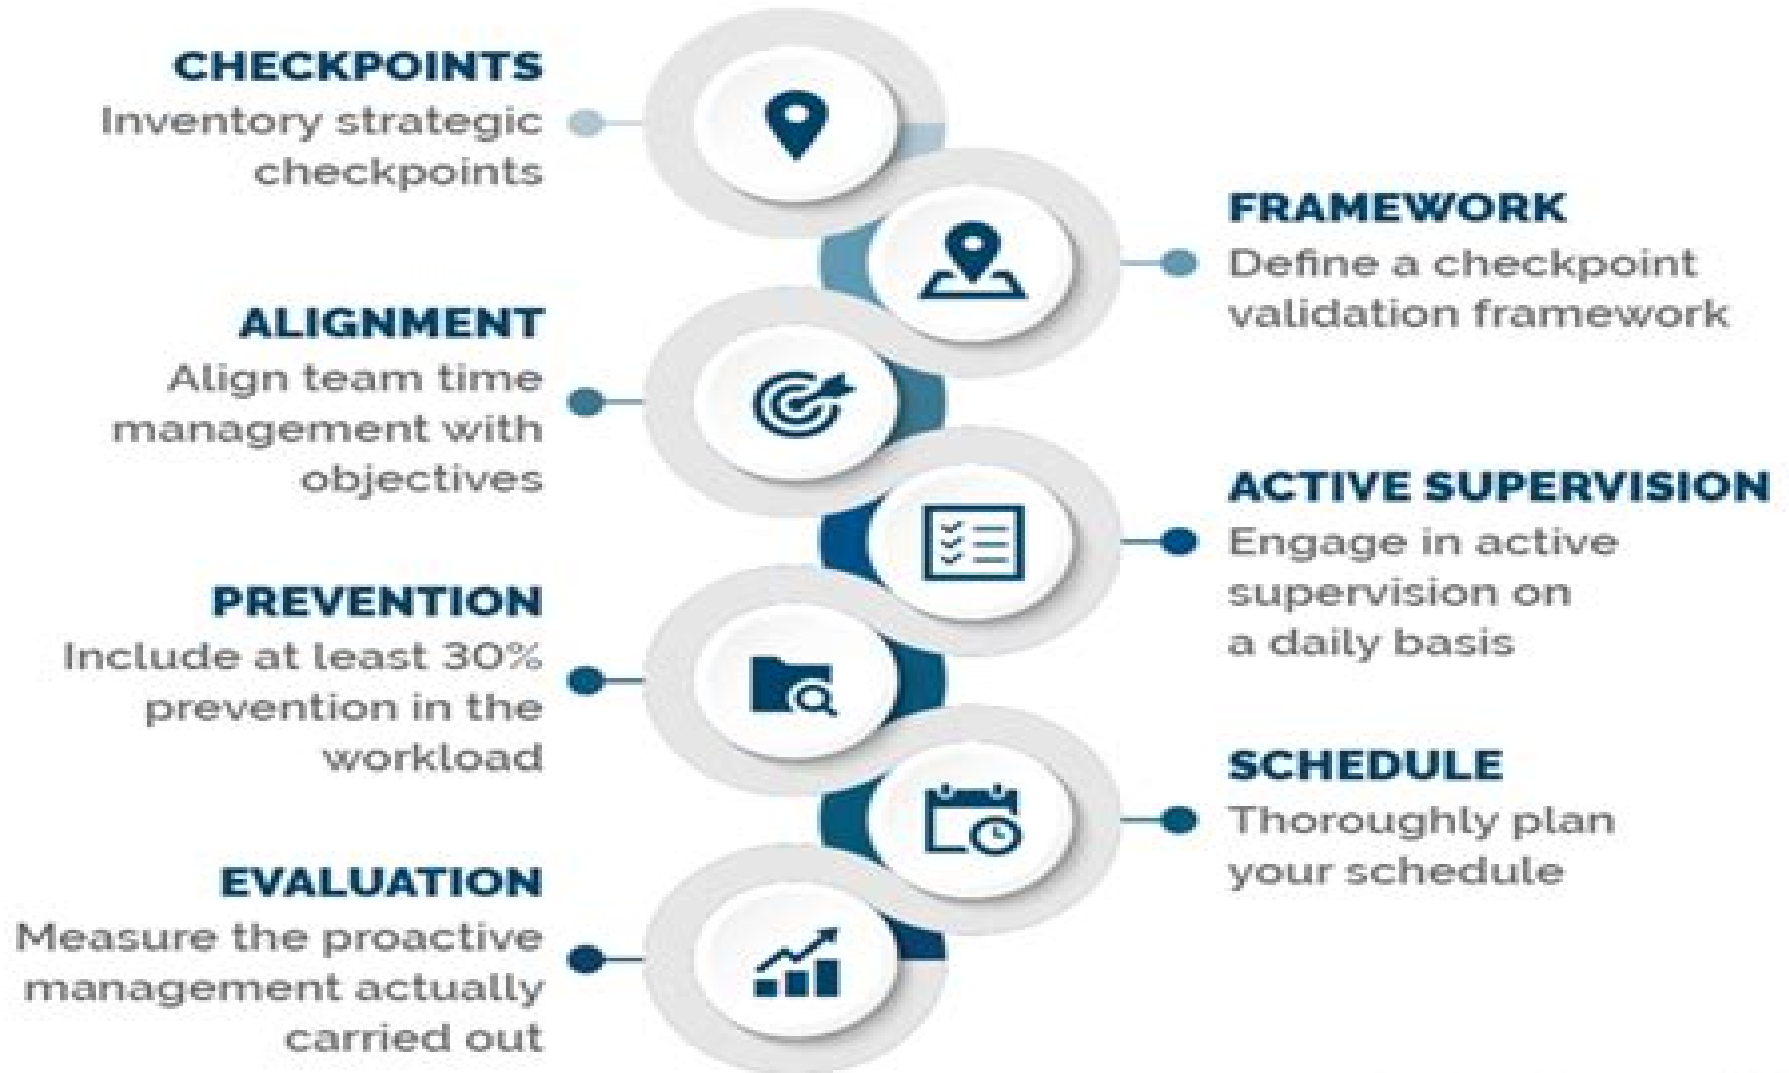 CHECKPOINTS
Inventory strategic
checkpoints
FRAMEWORK
Define a checkpoint
validation framework
ALIGNMENT
Align team time
management with
objectives
ACTIVE SUPERVISION
Engage in active
supervision on
a daily basis
PREVENTION
Include at least 30%
prevention in the
workload
SCHEDULE
Thoroughly plan
your schedule
EVALUATION
Measure the proactive
management actually
carried out